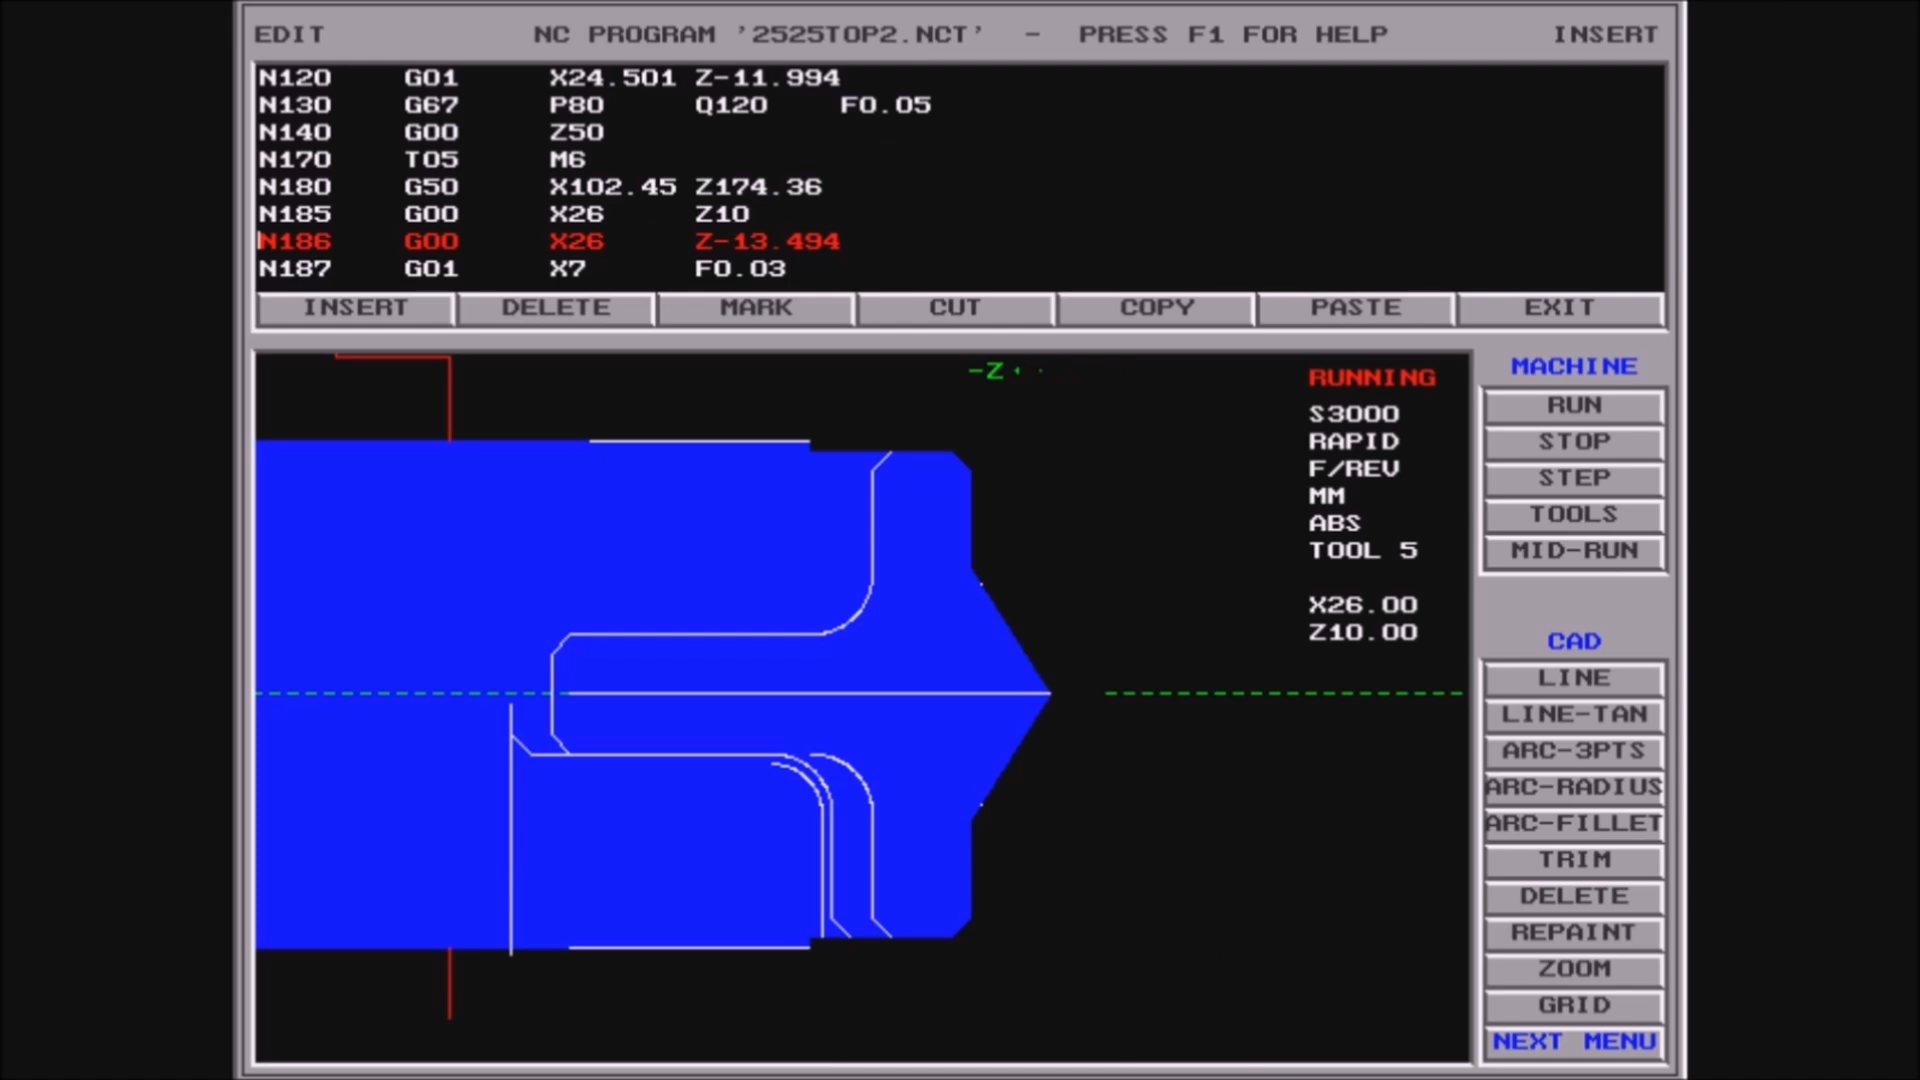 EDIT NC PROGRAM '2525TOP2.NCT' - PRESS F1 FOR HELP INSERT
N120 G01 X24.501 Z-11.994
N130 G67 P80 Q120 F0.05
N140 G00 Z50
N170 T05 M6
N180 G50 X102.45 Z174.36
N185 G00 X26 Z10
N186 G00 X26 Z-13.494
N187 G01 X7 F0.03
INSERT DELETE MARK CUT COPY PASTE EXIT
-Z
RUNNING
S3000
RAPID
F/REV
MM
ABS
TOOL 5
X26.00
Z10.00
MACHINE
RUN
STOP
STEP
TOOLS
MID-RUN
CAD
LINE
LINE-TAN
ARC-3PTS
ARC-RADIUS
ARC-FILLET
TRIM
DELETE
REPAINT
ZOOM
GRID
NEXT MENU